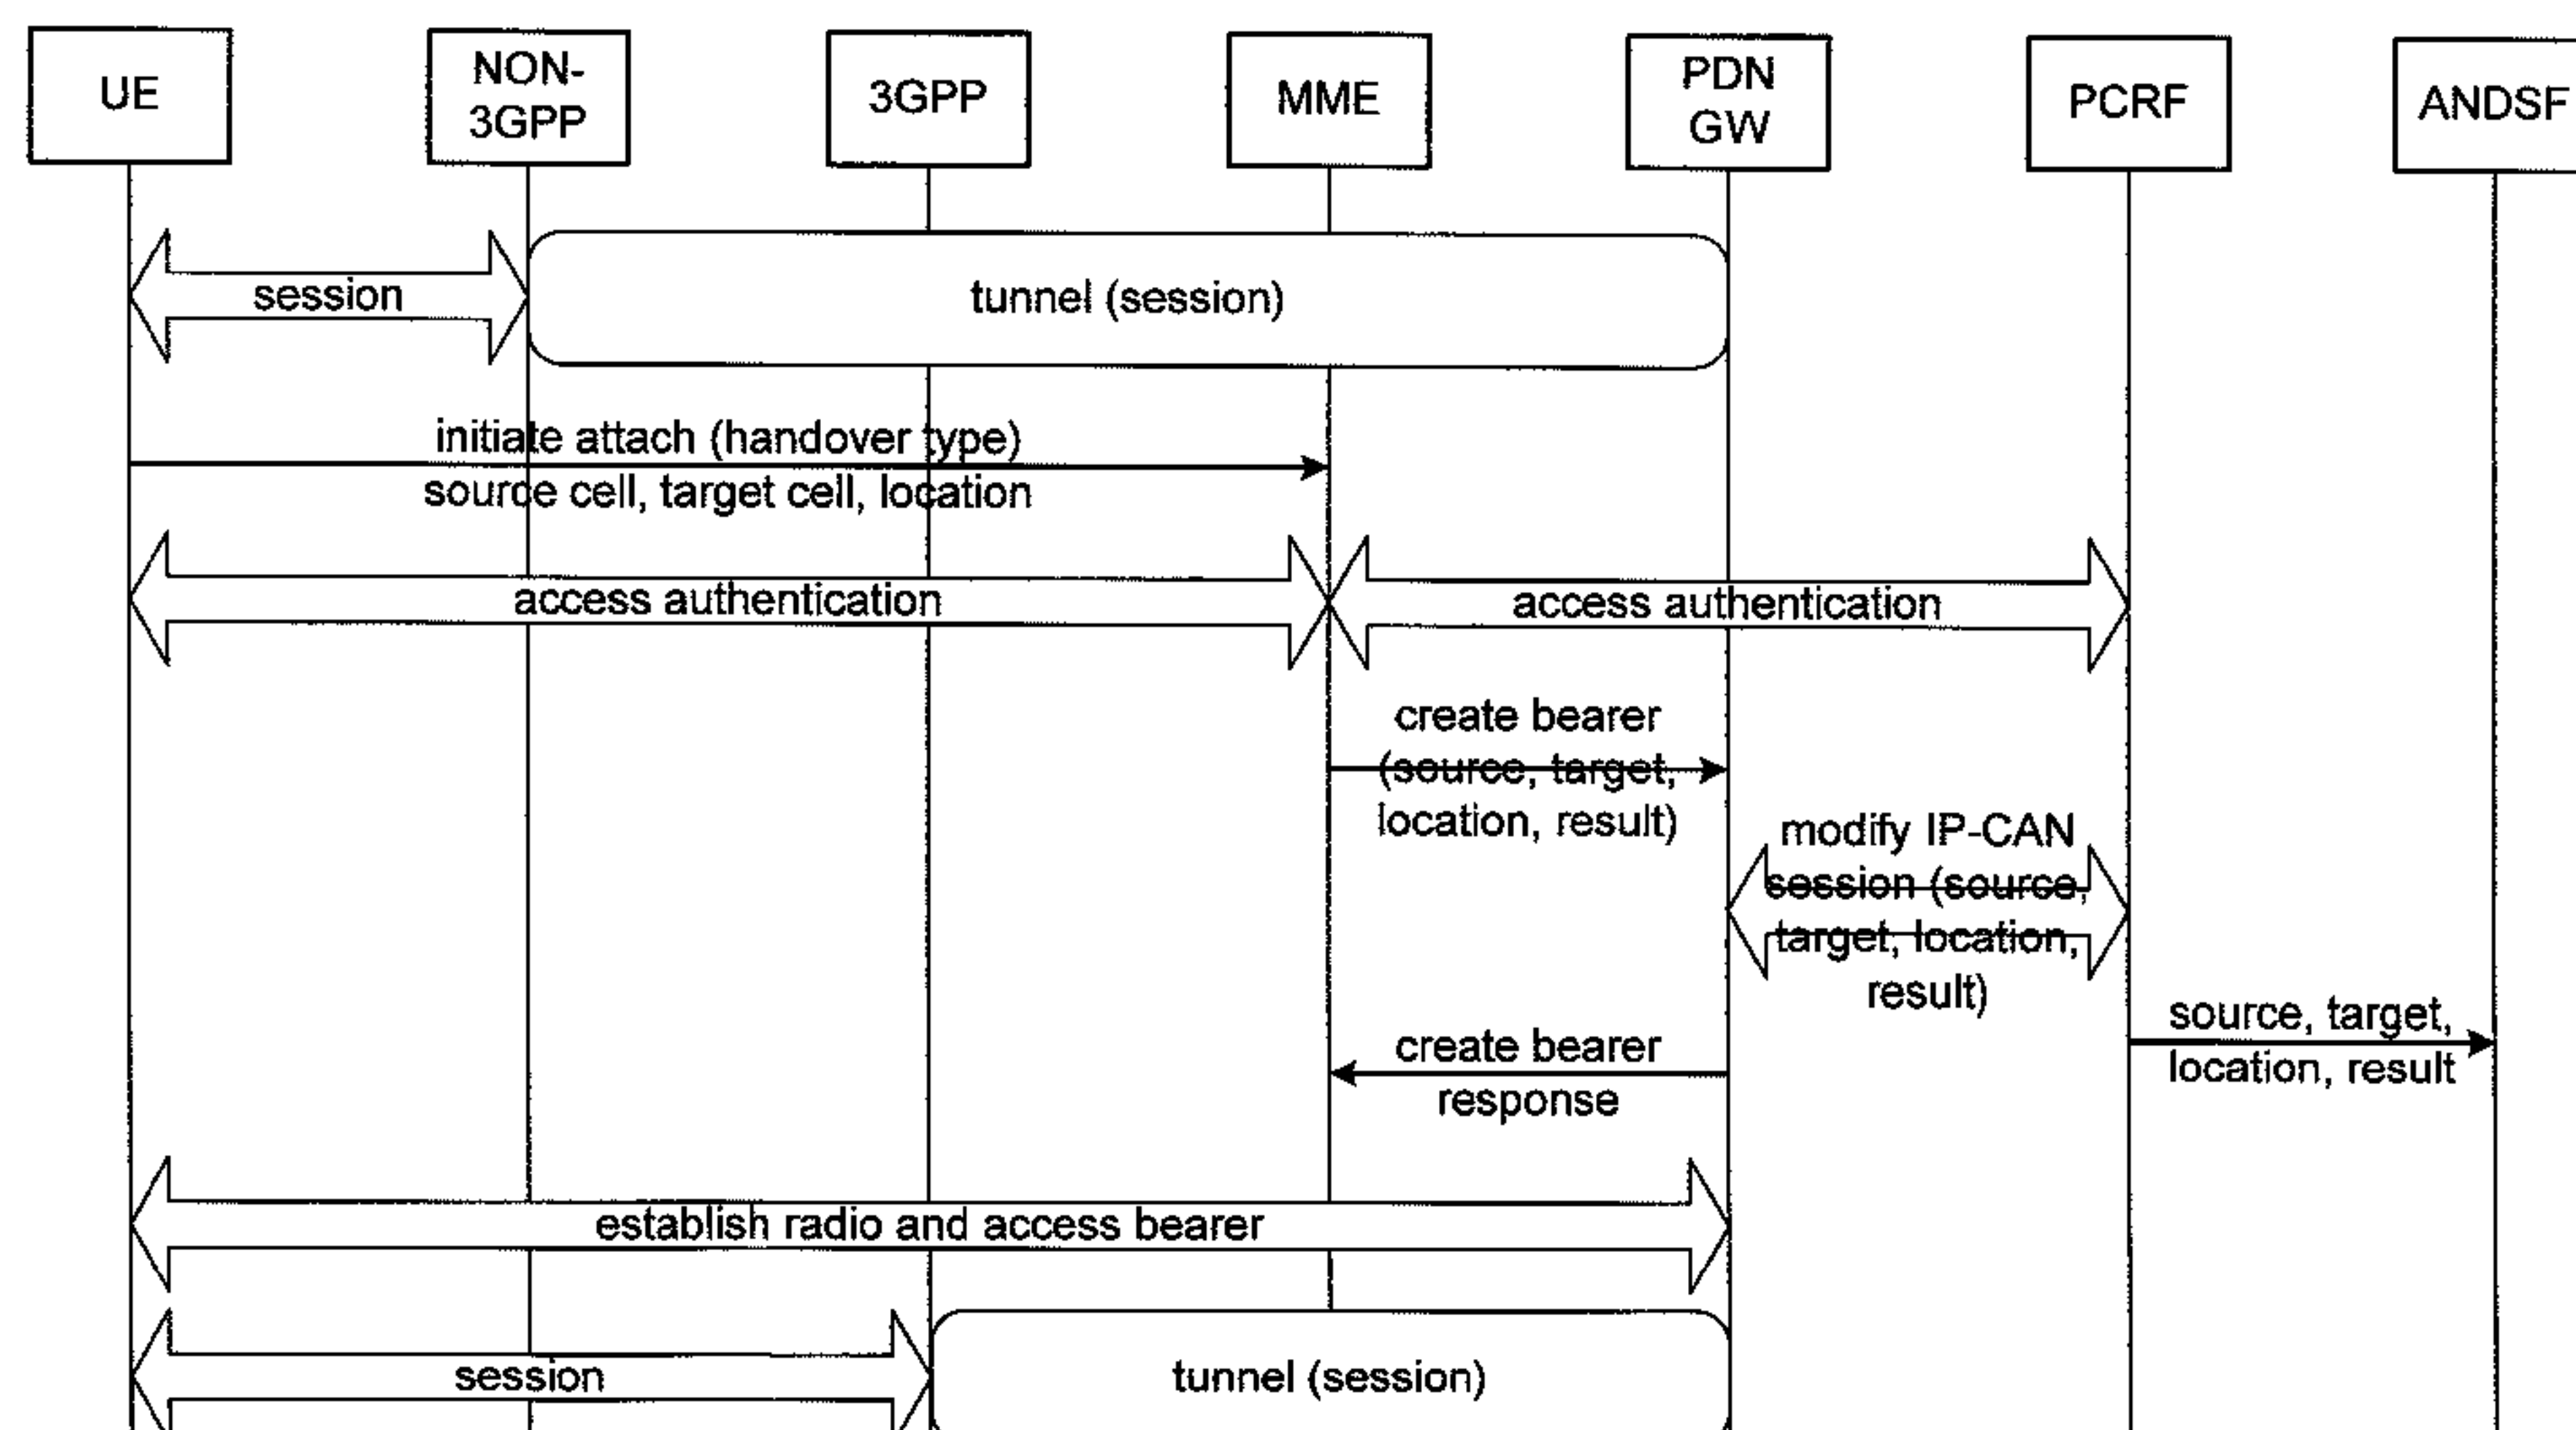 UE
NON-
3GPP
3GPP
MME
PDN
GW
PCRF
ANDSF
session
tunnel (session)
initiate attach (handover type)
source cell, target cell, location
access authentication
access authentication
create bearer
(source, target,
location, result)
modify IP-CAN
session (source,
target, location,
result)
source, target,
location, result
create bearer
response
establish radio and access bearer
session
tunnel (session)